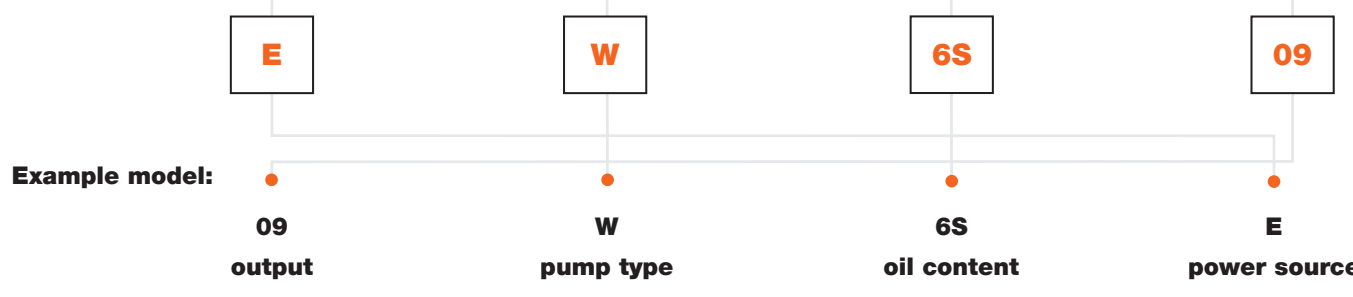 E W 6S 09
Example model:
09 W 6S E
output pump type oil content power source